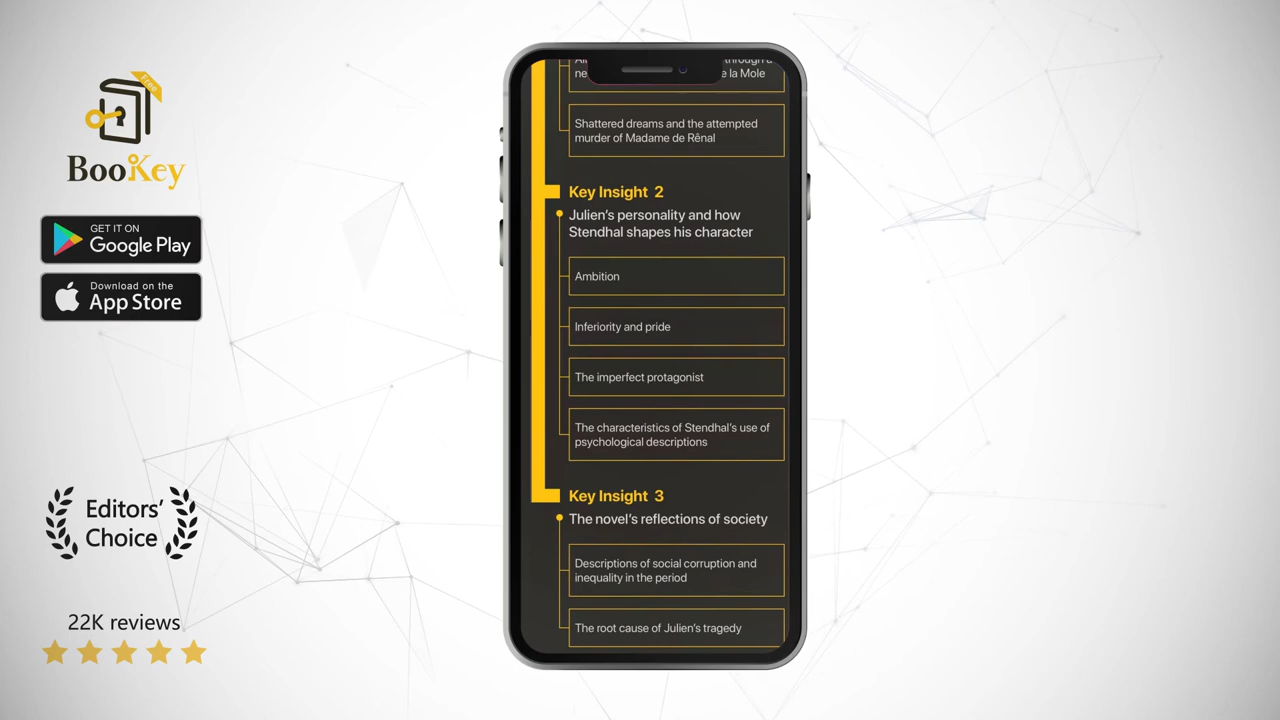 Free
BooKey
GET IT ON
Google Play
Download on the
App Store
Editors'
Choice
22K reviews
through a
de la Mole
Shattered dreams and the attempted
murder of Madame de Rênal
Key Insight 2
Julien's personality and how
Stendhal shapes his character
Ambition
Inferiority and pride
The imperfect protagonist
The characteristics of Stendhal's use of
psychological descriptions
Key Insight 3
The novel's reflections of society
Descriptions of social corruption and
inequality in the period
The root cause of Julien's tragedy